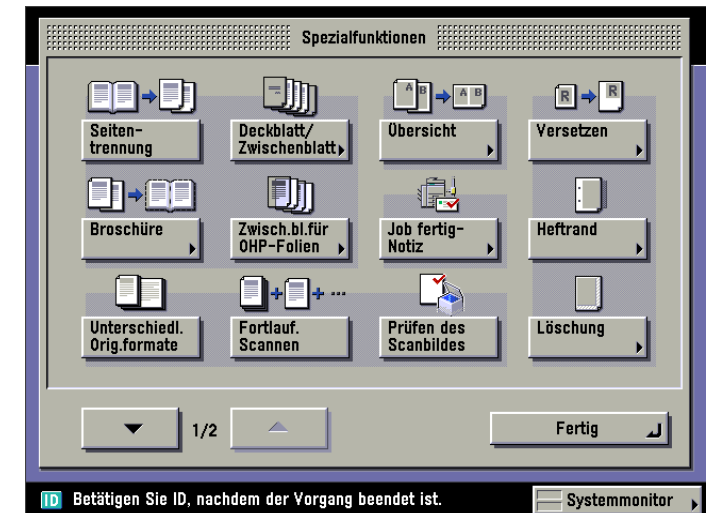 Spezialfunktionen
A B A B R R
Seiten-
trennung
Deckblatt/
Zwischenblatt
Übersicht
Versetzen
Broschüre
Zwisch.bl.für
OHP-Folien
Job fertig-
Notiz
Heftrand
Unterschiedl.
Orig.formate
Fortlauf.
Scannen
Prüfen des
Scanbildes
Löschung
1/2
Fertig
ID Betätigen Sie ID, nachdem der Vorgang beendet ist.
Systemmonitor